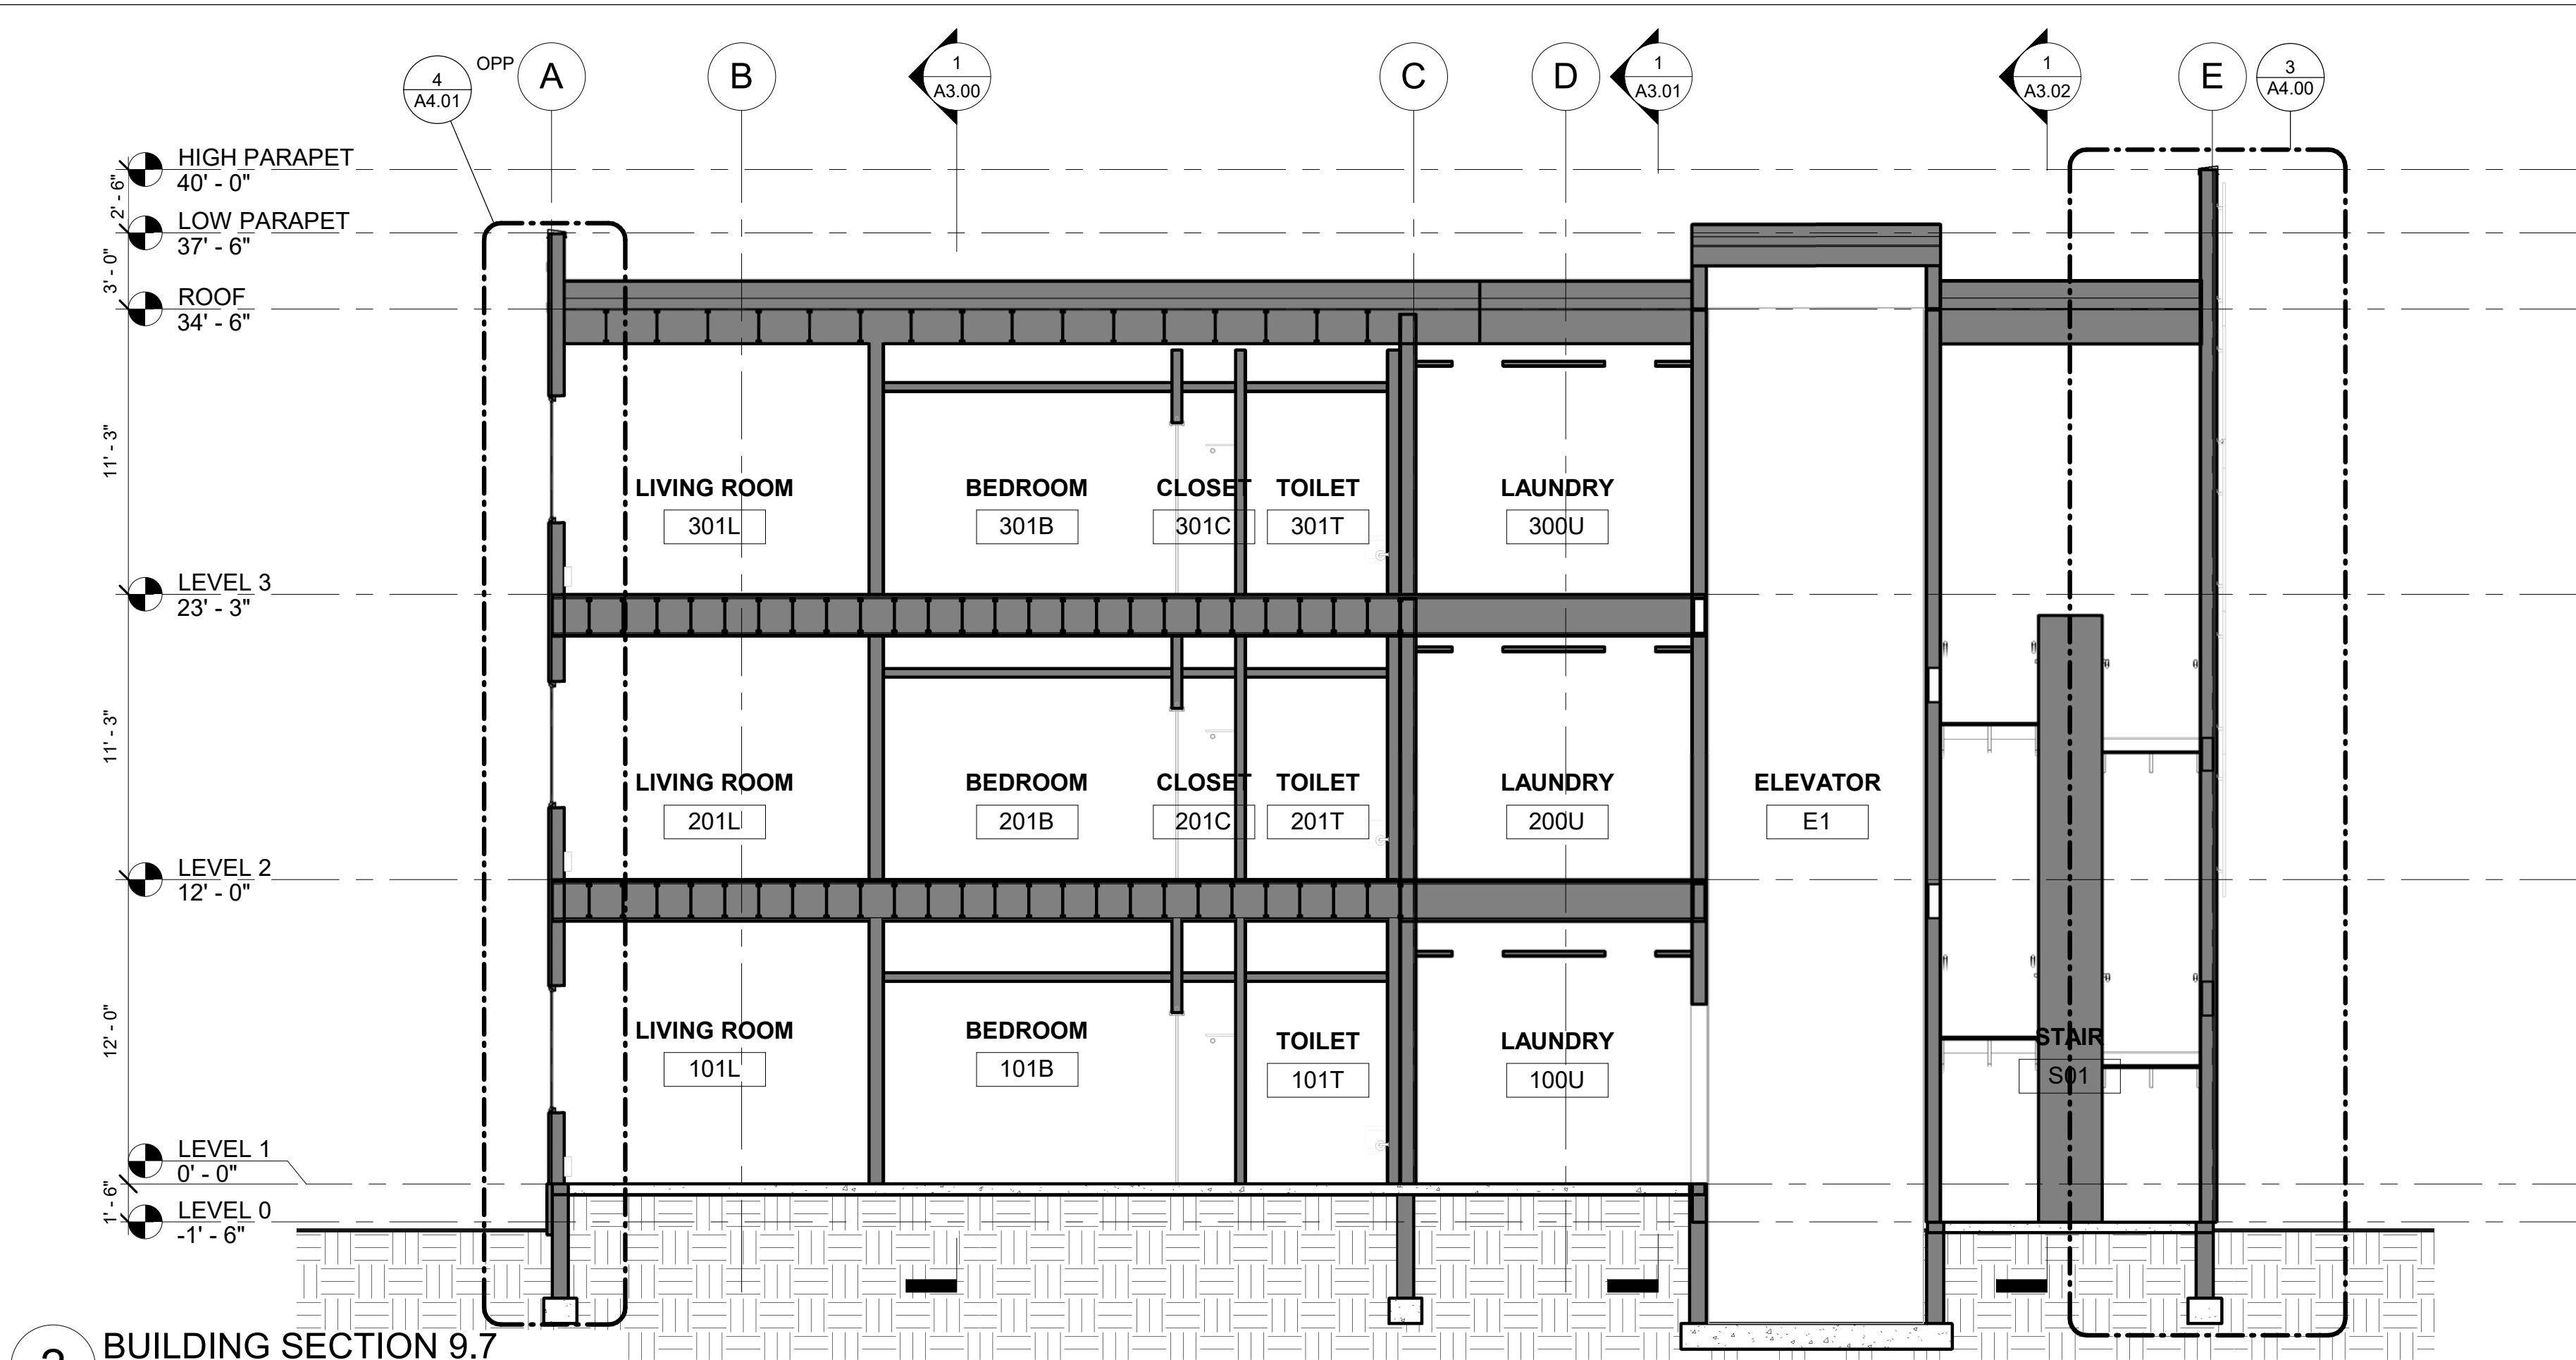 OPP
4
A4.01
A
B
1
A3.00
C
D
1
A3.01
1
A3.02
E
3
A4.00
HIGH PARAPET
40' - 0"
2' - 6"
LOW PARAPET
37' - 6"
3' - 0"
ROOF
34' - 6"
11' - 3"
LIVING ROOM
301L
BEDROOM
301B
CLOSET
301C
TOILET
301T
LAUNDRY
300U
LEVEL 3
23' - 3"
11' - 3"
LIVING ROOM
201L
BEDROOM
201B
CLOSET
201C
TOILET
201T
LAUNDRY
200U
ELEVATOR
E1
LEVEL 2
12' - 0"
12' - 0"
LIVING ROOM
101L
BEDROOM
101B
TOILET
101T
LAUNDRY
100U
STAIR
S01
LEVEL 1
0' - 0"
1' - 6"
LEVEL 0
-1' - 6"
BUILDING SECTION 9.7